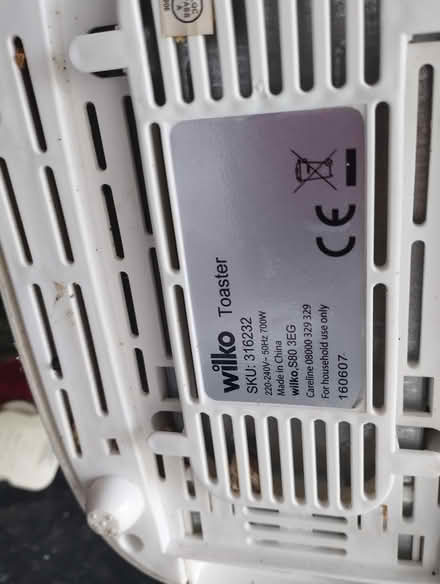 wilko Toaster
SKU: 316232
220-240V~ 50Hz 700W
Made in China
wilko,S80 3EG
Careline 08000 329 329
For household use only
160607
CE